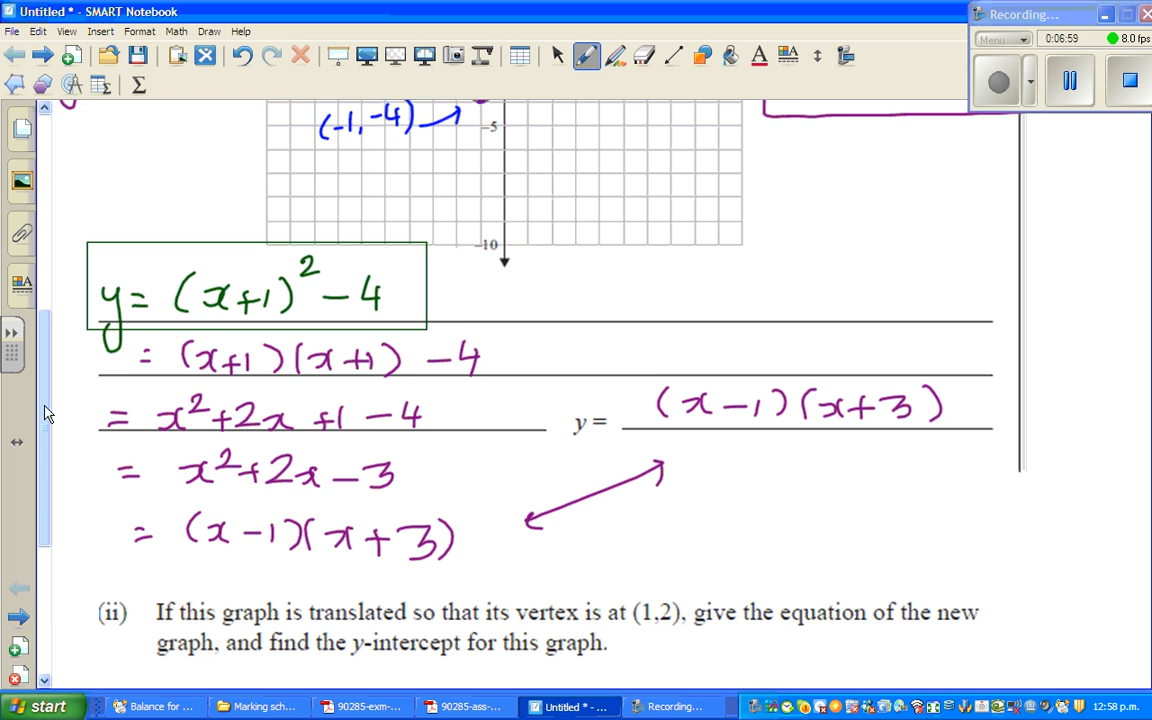 Untitled * - SMART Notebook
Recording...
File Edit View Insert Format Math Draw Help
Menu
0:06:59
8.0 fps
(-1, -4)
-5
-10
y = (x+1)² - 4
= (x+1)(x+1) - 4
= x²+2x +1 - 4
y = (x - 1)(x+3)
= x²+2x - 3
= (x - 1)(x + 3)
(ii) If this graph is translated so that its vertex is at (1,2), give the equation of the new
graph, and find the y-intercept for this graph.
start
Balance for ...
Marking sch...
90285-exm-...
90285-ass-...
Untitled * - ...
Recording...
12:58 p.m.